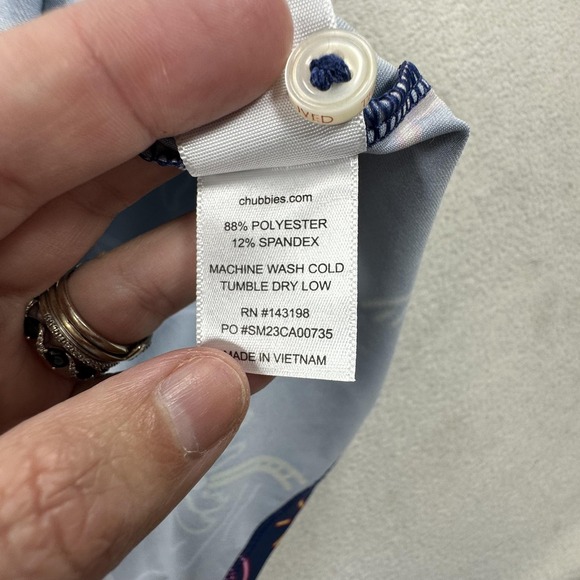 VED
chubbies.com
88% POLYESTER
12% SPANDEX
MACHINE WASH COLD
TUMBLE DRY LOW
RN #143198
PO #SM23CA00735
MADE IN VIETNAM